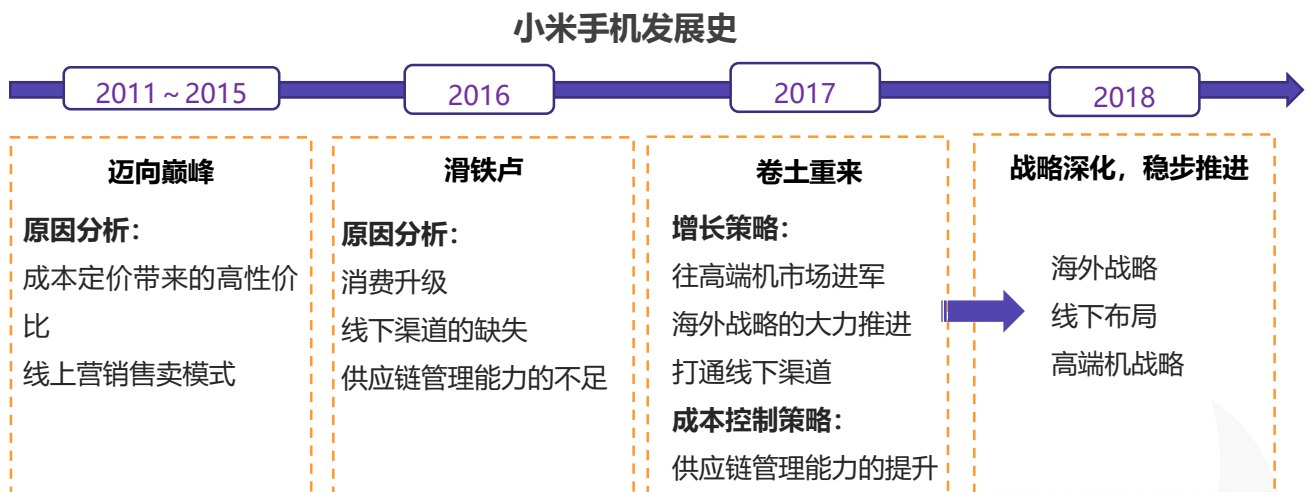 小米手机发展史
2011～2015
2016
2017
2018
迈向巅峰
原因分析：
成本定价带来的高性价
比
线上营销售卖模式
滑铁卢
原因分析：
消费升级
线下渠道的缺失
供应链管理能力的不足
卷土重来
增长策略：
往高端机市场进军
海外战略的大力推进
打通线下渠道
成本控制策略：
供应链管理能力的提升
战略深化，稳步推进
海外战略
线下布局
高端机战略